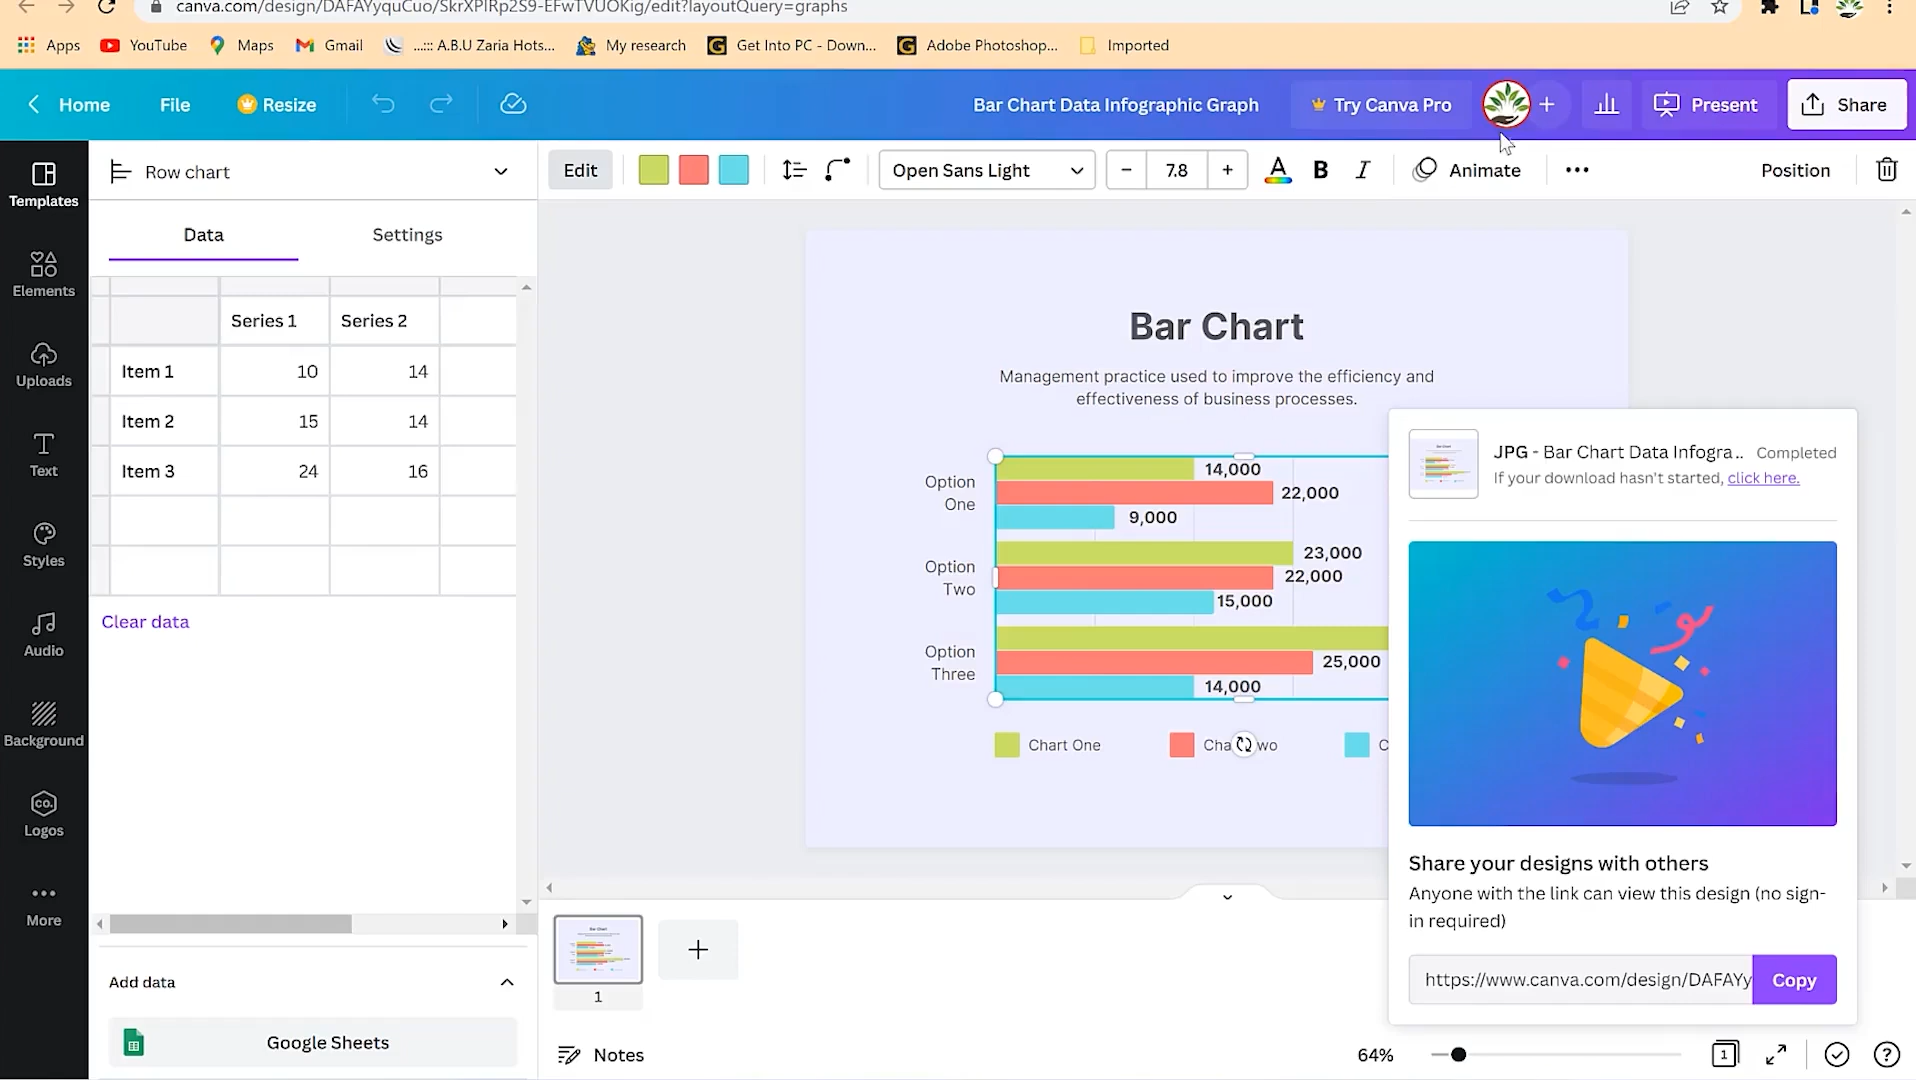 canva.com/design/DAFAYyquCuo/SkrXPIRp2S9-EFwTVUOKig/edit?layoutQuery=graphs
Apps YouTube Maps Gmail ...::: A.B.U Zaria Hots... My research Get Into PC - Down... Adobe Photoshop... Imported
Home File Resize Bar Chart Data Infographic Graph Try Canva Pro Present Share
Row chart
Edit Open Sans Light − 7.8 + A B I Animate Position
Templates
Elements
Uploads
Text
Styles
Audio
Background
CO.
Logos
More
Data Settings
Series 1 Series 2
Item 1 10 14
Item 2 15 14
Item 3 24 16
Clear data
Add data
Google Sheets
Bar Chart
Management practice used to improve the efficiency and
effectiveness of business processes.
Option
One
14,000
22,000
9,000
Option
Two
23,000
22,000
15,000
Option
Three
25,000
14,000
Chart One Cha wo C
JPG - Bar Chart Data Infogra.. Completed
If your download hasn't started, click here.
Share your designs with others
Anyone with the link can view this design (no sign-
in required)
https://www.canva.com/design/DAFAYy Copy
1
Notes 64% 1